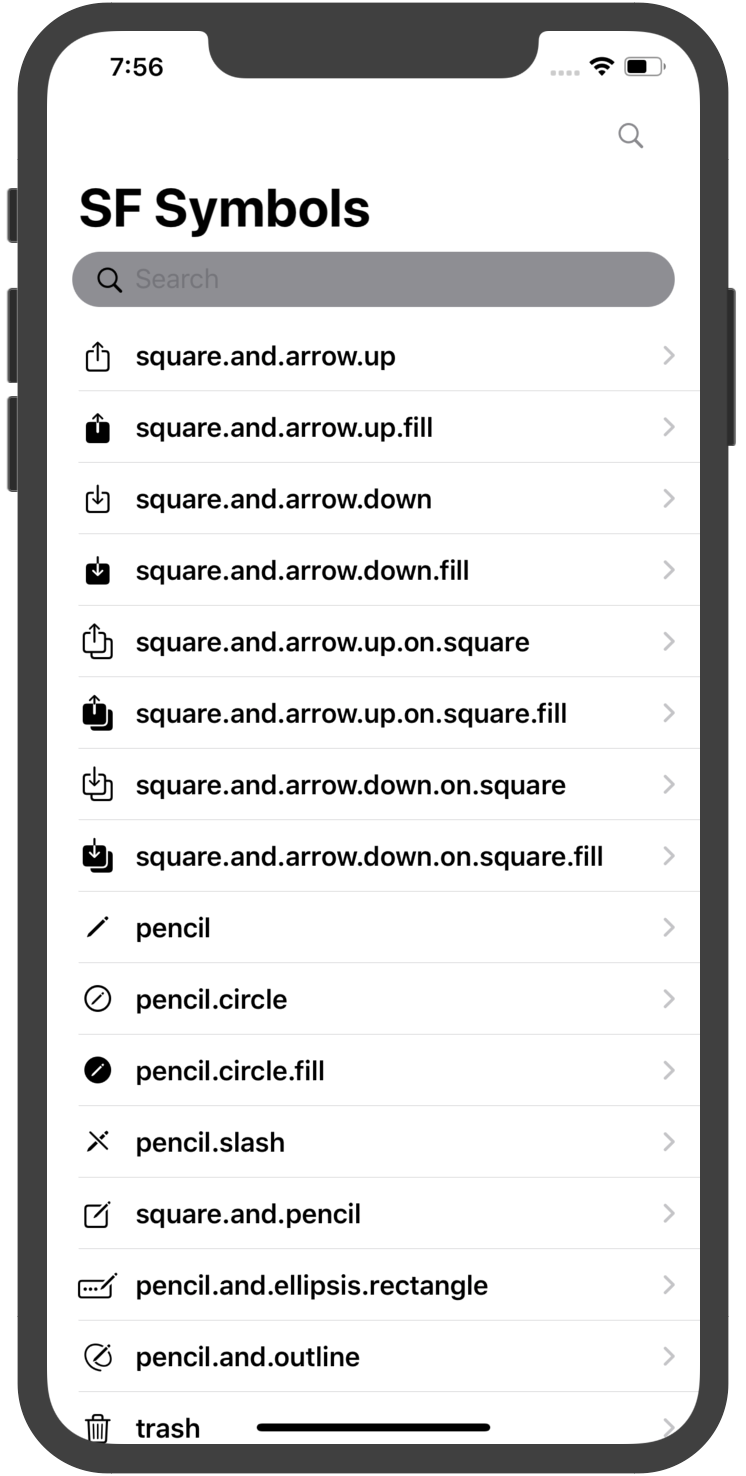 7:56
SF Symbols
Search
square.and.arrow.up
square.and.arrow.up.fill
square.and.arrow.down
square.and.arrow.down.fill
square.and.arrow.up.on.square
square.and.arrow.up.on.square.fill
square.and.arrow.down.on.square
square.and.arrow.down.on.square.fill
pencil
pencil.circle
pencil.circle.fill
pencil.slash
square.and.pencil
pencil.and.ellipsis.rectangle
pencil.and.outline
trash